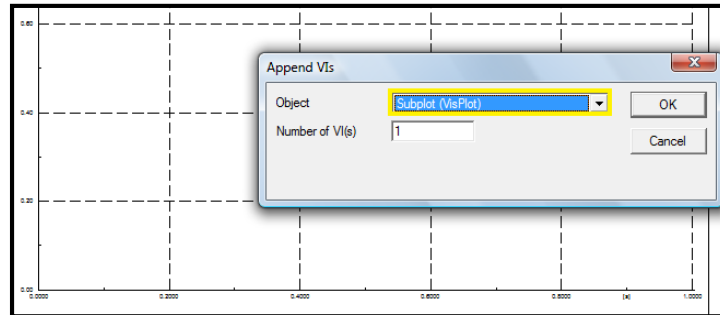 0.60
Append VIs
Object
Subplot (VisPlot)
OK
0.40
Number of VI(s)
1
Cancel
0.20
0.00
0.0000
0.2000
0.4000
0.6000
0.8000
[s]
1.0000